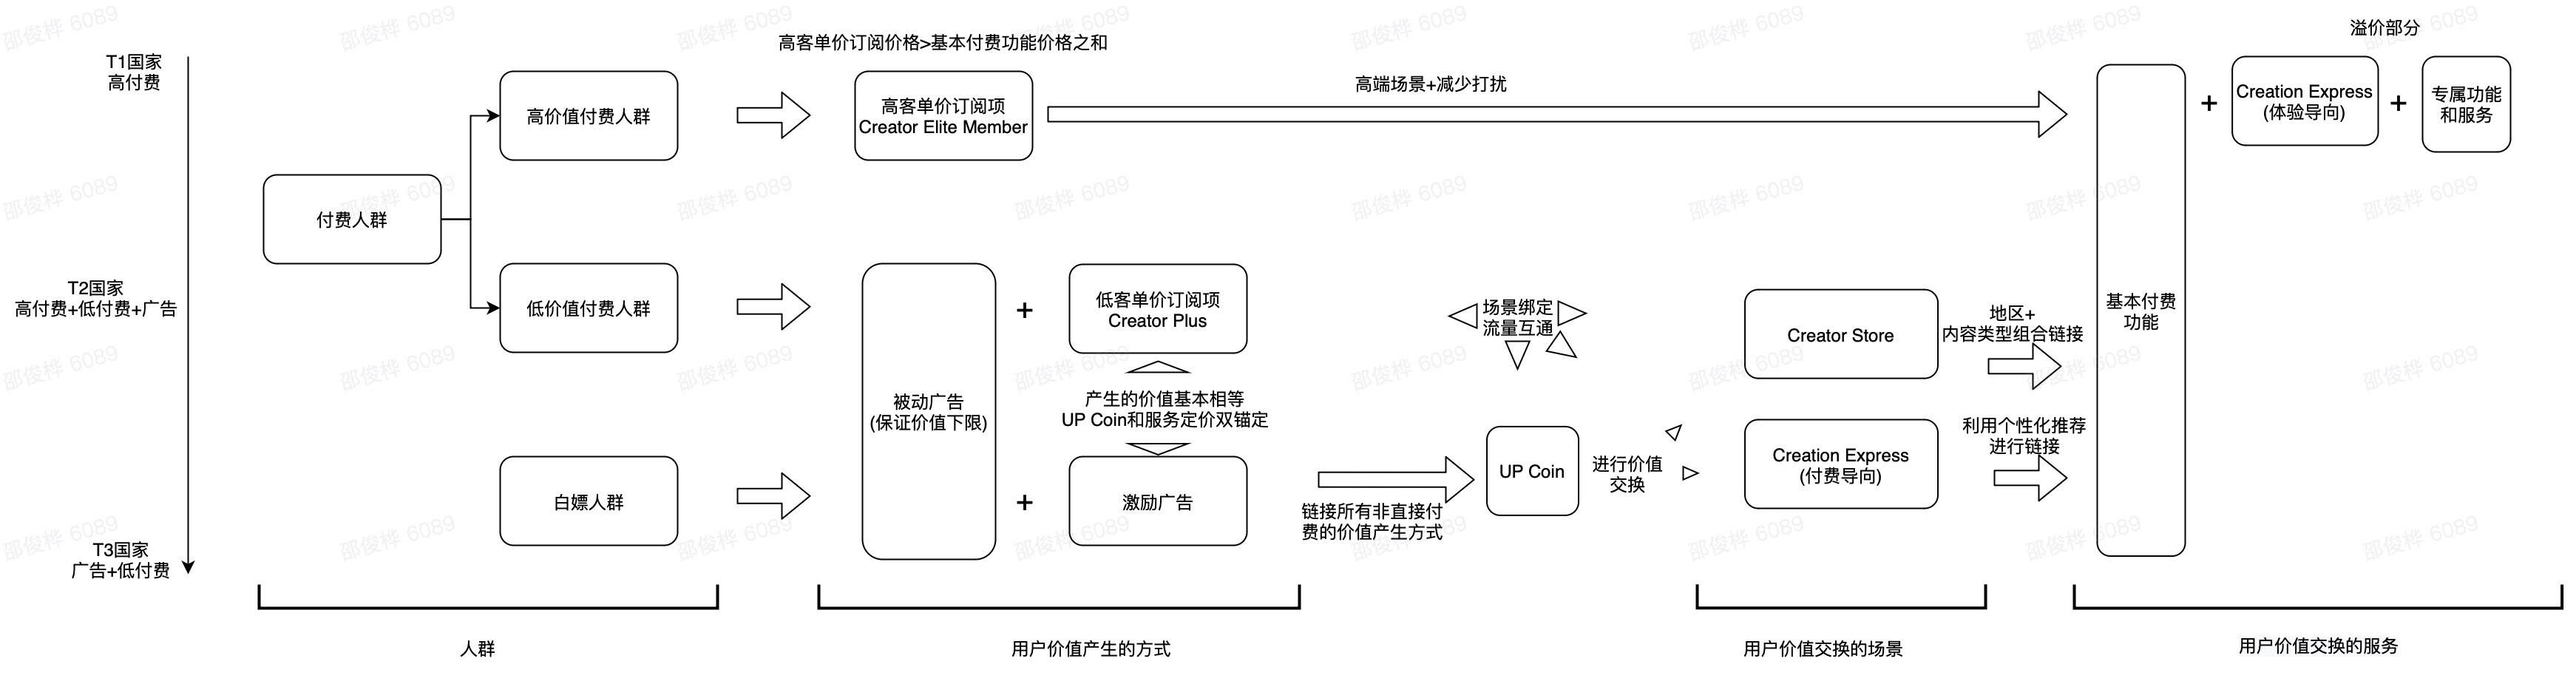 高客单价订阅价格>基本付费功能价格之和
溢价部分
T1国家
高付费
高价值付费人群
高客单价订阅项
Creator Elite Member
高端场景+减少打扰
Creation Express
(体验导向)
专属功能
和服务
+
+
付费人群
T2国家
高付费+低付费+广告
低价值付费人群
+
低客单价订阅项
Creator Plus
场景绑定
流量互通
Creator Store
地区+
内容类型组合链接
基本付费
功能
被动广告
(保证价值下限)
产生的价值基本相等
UP Coin和服务定价双锚定
白嫖人群
+
激励广告
链接所有非直接付
费的价值产生方式
UP Coin
进行价值
交换
Creation Express
(付费导向)
利用个性化推荐
进行链接
T3国家
广告+低付费
人群
用户价值产生的方式
用户价值交换的场景
用户价值交换的服务
邵俊桦 6089